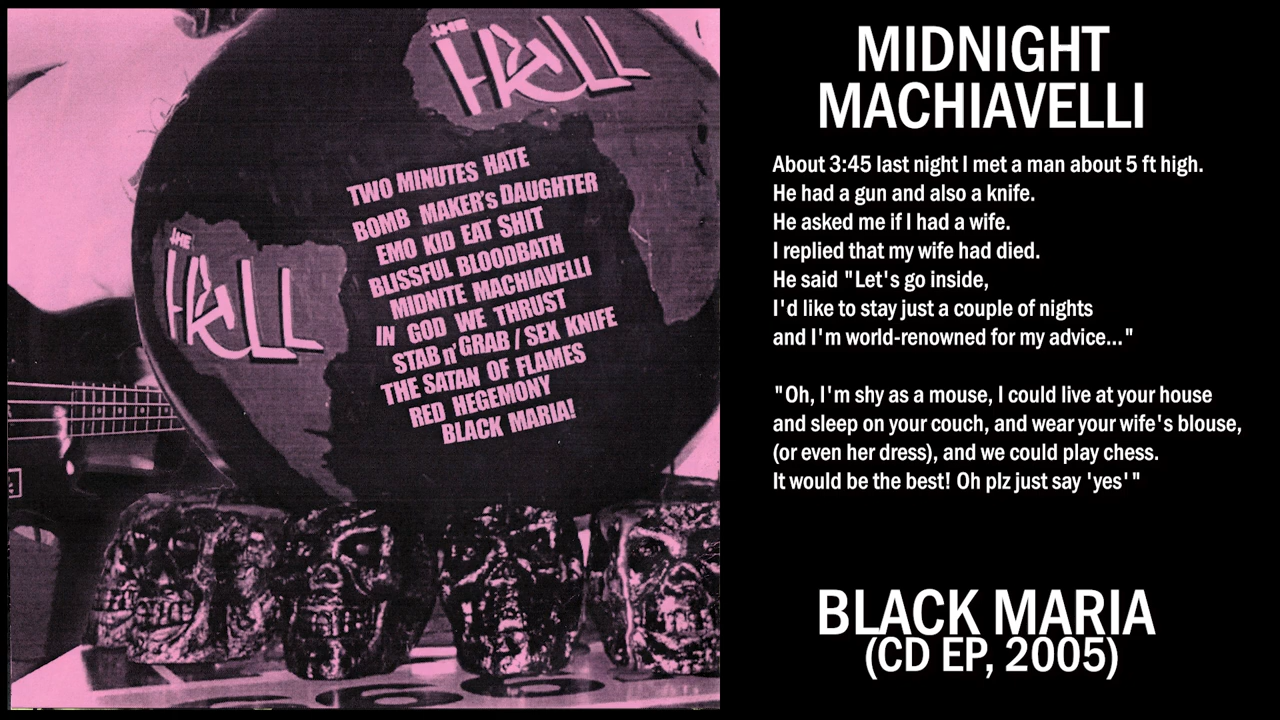 THE
HELL
THE
HELL
TWO MINUTES HATE
BOMB MAKER'S DAUGHTER
EMO KID EAT SHIT
BLISSFUL BLOODBATH
MIDNITE MACHIAVELLI
IN GOD WE THRUST
STAB n' GRAB / SEX KNIFE
THE SATAN OF FLAMES
RED HEGEMONY
BLACK MARIA!
MIDNIGHT
MACHIAVELLI
About 3:45 last night I met a man about 5 ft high.
He had a gun and also a knife.
He asked me if I had a wife.
I replied that my wife had died.
He said "Let's go inside,
I'd like to stay just a couple of nights
and I'm world-renowned for my advice..."
"Oh, I'm shy as a mouse, I could live at your house
and sleep on your couch, and wear your wife's blouse,
(or even her dress), and we could play chess.
It would be the best! Oh plz just say 'yes'"
BLACK MARIA
(CD EP, 2005)